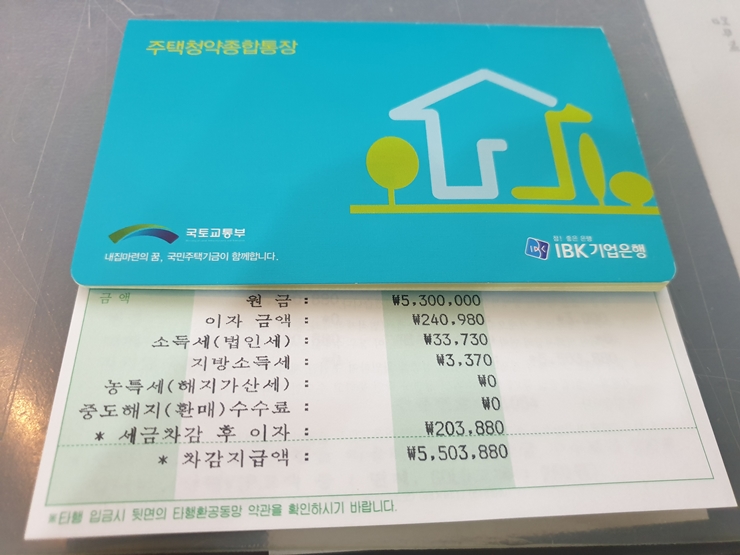 주택청약종합통장
국토교통부
내집마련의 꿈, 국민주택기금이 함께합니다.
참! 좋은 은행
IBK 기업은행
금액
원 금 : ₩5,300,000
이자 금액 : ₩240,980
소득세(법인세) : ₩33,730
지방소득세 : ₩3,370
농특세(해지가산세) : ₩0
중도해지(환매)수수료 : ₩0
* 세금차감 후 이자 : ₩203,880
* 차감지급액 : ₩5,503,880
※타행 입금시 뒷면의 타행환공동망 약관을 확인하시기 바랍니다.